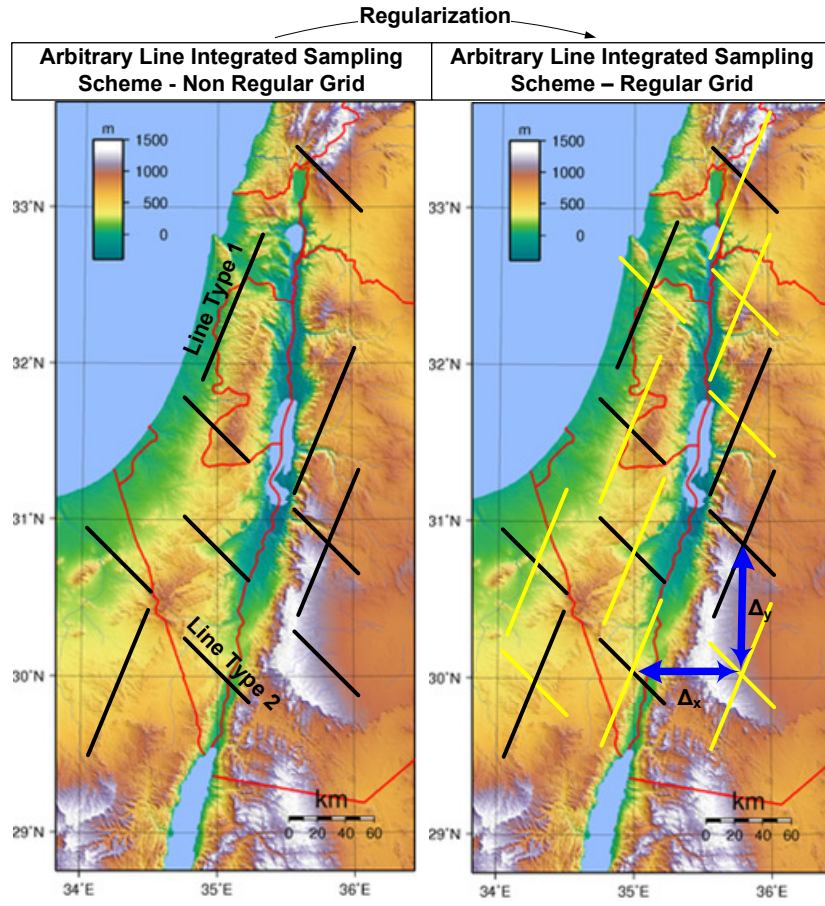 Regularization
Arbitrary Line Integrated Sampling
Scheme - Non Regular Grid
Arbitrary Line Integrated Sampling
Scheme – Regular Grid
m
1500
1000
500
0
33°N
32°N
31°N
30°N
29°N
34°E
35°E
36°E
Line Type 1
Line Type 2
km
0 20 40 60
m
1500
1000
500
0
33°N
32°N
31°N
30°N
29°N
34°E
35°E
36°E
Δy
Δx
km
0 20 40 60